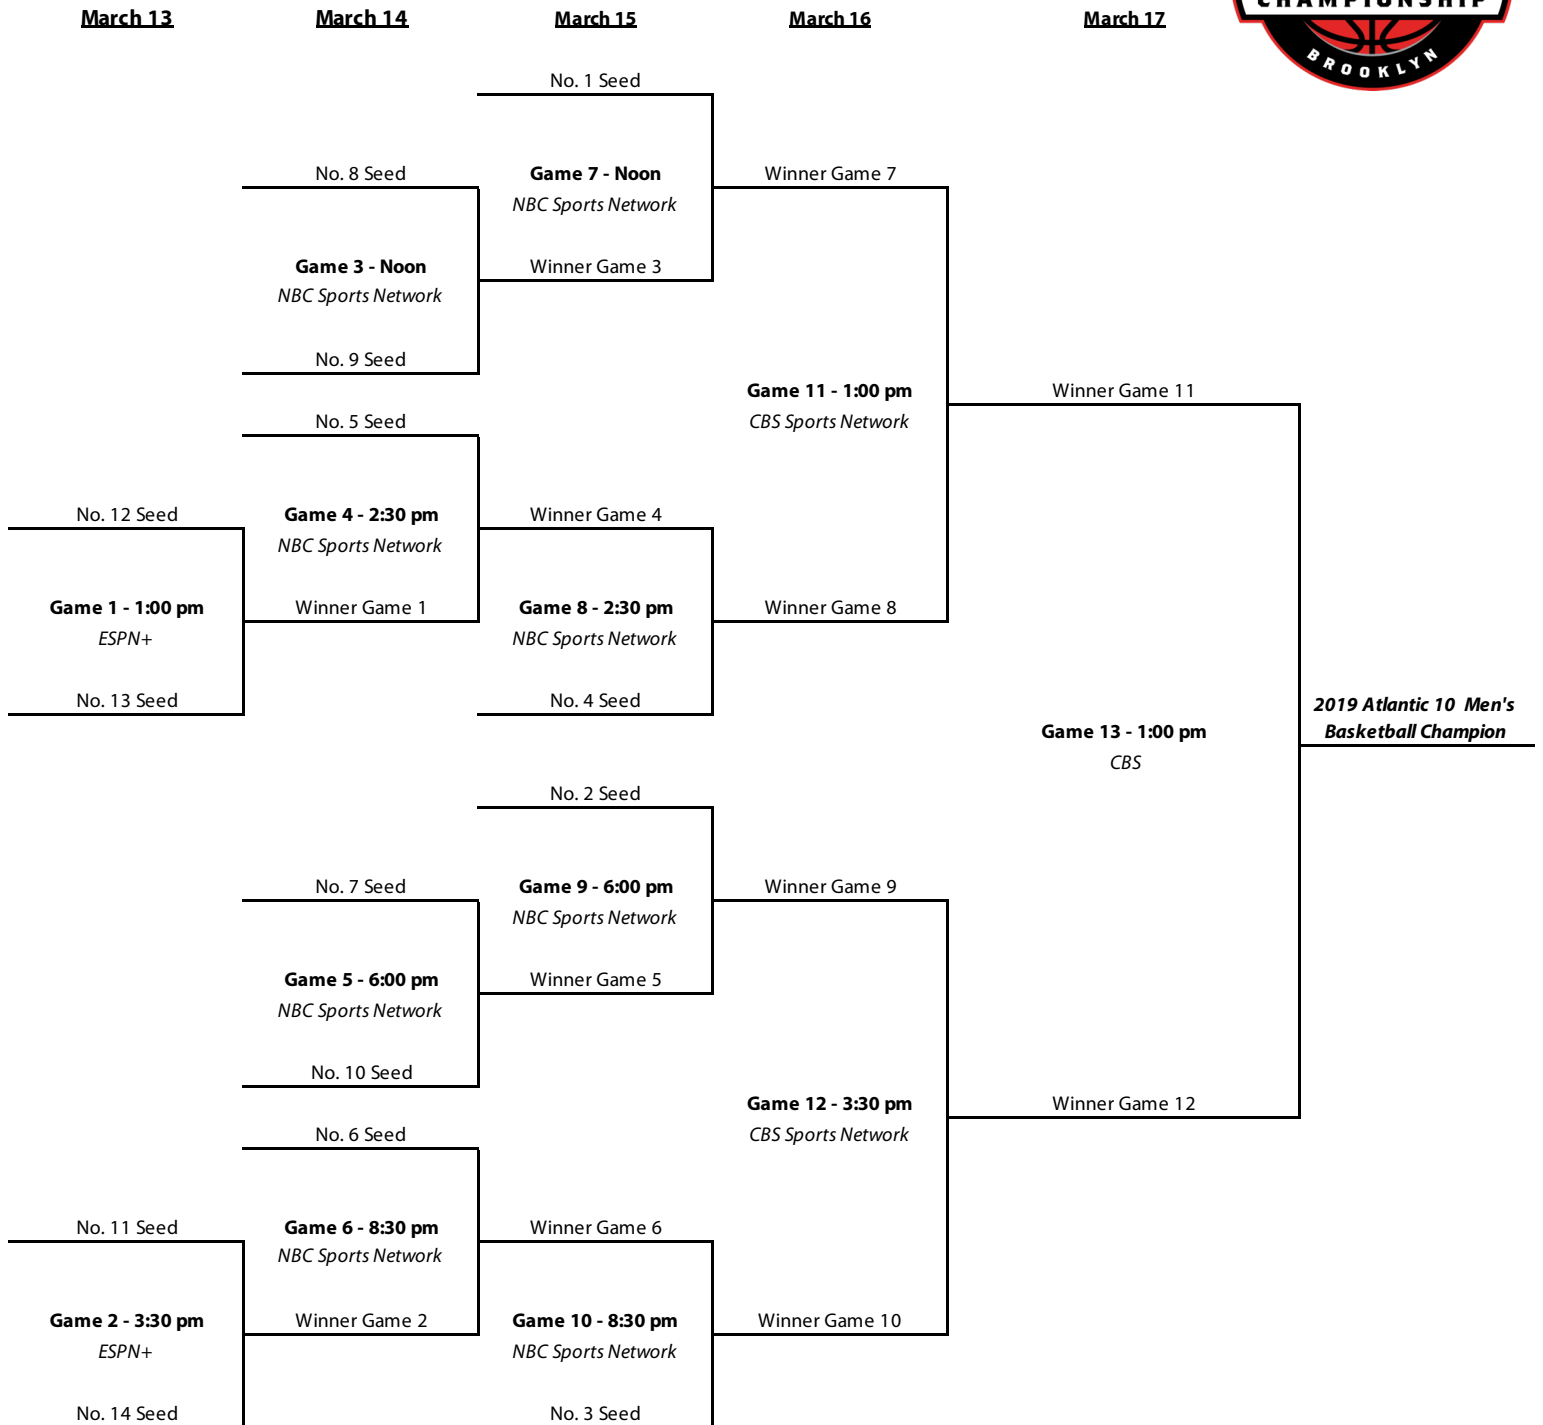 March 13
March 14
March 15
March 16
March 17
CHAMPIONSHIP
BROOKLYN
No. 1 Seed
No. 8 Seed
Game 7 - Noon
NBC Sports Network
Winner Game 7
Game 3 - Noon
NBC Sports Network
Winner Game 3
No. 9 Seed
Game 11 - 1:00 pm
CBS Sports Network
Winner Game 11
No. 5 Seed
No. 12 Seed
Game 4 - 2:30 pm
NBC Sports Network
Winner Game 4
Game 1 - 1:00 pm
ESPN+
Winner Game 1
Game 8 - 2:30 pm
NBC Sports Network
Winner Game 8
No. 13 Seed
No. 4 Seed
2019 Atlantic 10 Men's
Basketball Champion
Game 13 - 1:00 pm
CBS
No. 2 Seed
No. 7 Seed
Game 9 - 6:00 pm
NBC Sports Network
Winner Game 9
Game 5 - 6:00 pm
NBC Sports Network
Winner Game 5
No. 10 Seed
Game 12 - 3:30 pm
CBS Sports Network
Winner Game 12
No. 6 Seed
No. 11 Seed
Game 6 - 8:30 pm
NBC Sports Network
Winner Game 6
Game 2 - 3:30 pm
ESPN+
Winner Game 2
Game 10 - 8:30 pm
NBC Sports Network
Winner Game 10
No. 14 Seed
No. 3 Seed